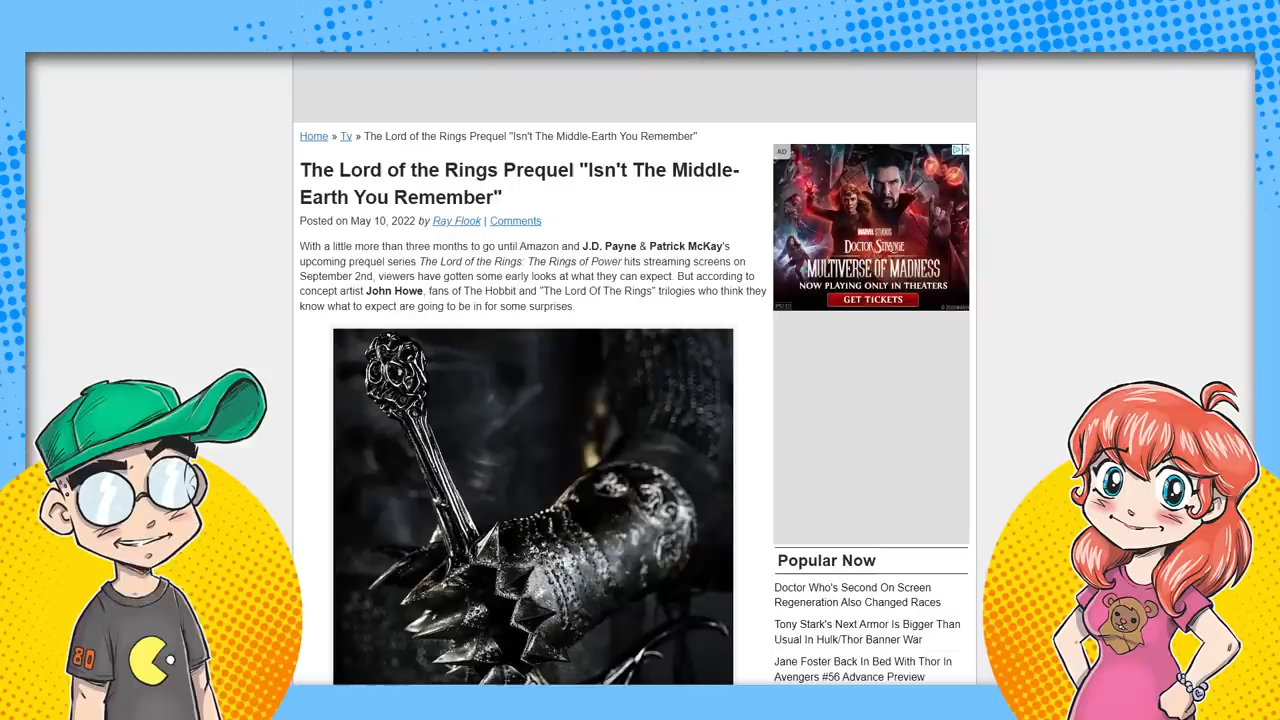 Home » Tv » The Lord of the Rings Prequel "Isn't The Middle-Earth You Remember"
The Lord of the Rings Prequel "Isn't The Middle-
Earth You Remember"
Posted on May 10, 2022 by Ray Flook | Comments
With a little more than three months to go until Amazon and J.D. Payne & Patrick McKay's
upcoming prequel series The Lord of the Rings: The Rings of Power hits streaming screens on
September 2nd, viewers have gotten some early looks at what they can expect. But according to
concept artist John Howe, fans of The Hobbit and "The Lord Of The Rings" trilogies who think they
know what to expect are going to be in for some surprises.
AD
MARVEL STUDIOS
DOCTOR STRANGE
IN THE
MULTIVERSE OF MADNESS
NOW PLAYING ONLY IN THEATERS
GET TICKETS
Popular Now
Doctor Who's Second On Screen
Regeneration Also Changed Races
Tony Stark's Next Armor Is Bigger Than
Usual In Hulk/Thor Banner War
Jane Foster Back In Bed With Thor In
Avengers #56 Advance Preview
80